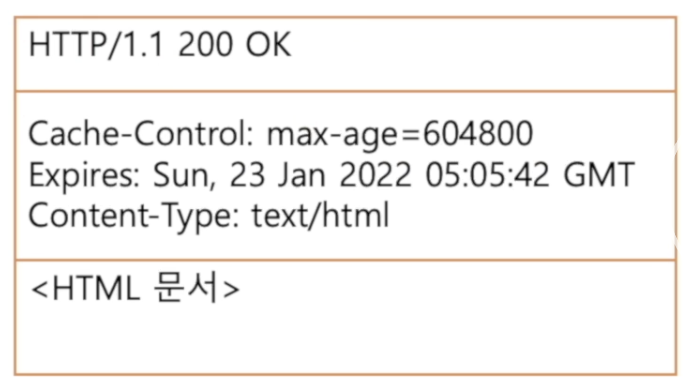 HTTP/1.1 200 OK
Cache-Control: max-age=604800
Expires: Sun, 23 Jan 2022 05:05:42 GMT
Content-Type: text/html
<HTML 문서>